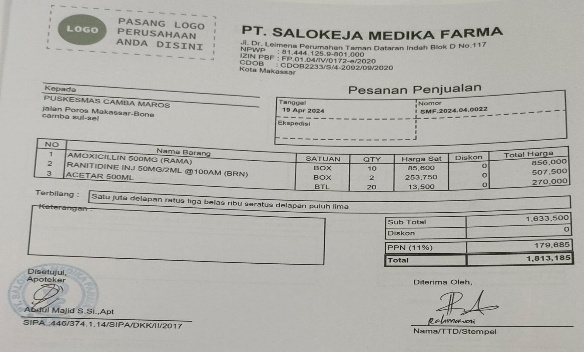 LOGO
PASANG LOGO
PERUSAHAAN
ANDA DISINI
PT. SALOKEJA MEDIKA FARMA
Jl. Dr. Leimena Perumahan Taman Dataran Indah Blok D No.117
NPWP : 81.444.125.9-801.000
IZIN PBF : FP.01.04/IV/0172-e/2020
CDOB : CDOB2233/S/4-2092/09/2020
Kota Makassar
Pesanan Penjualan
Kepada
PUSKESMAS CAMBA MAROS
jalan Poros Makassar-Bone
camba sul-sel
Tanggal Nomor
19 Apr 2024 SMF.2024.04.0022
Ekspedisi
NO Nama Barang SATUAN QTY Harga Sat Diskon Total Harga
1 AMOXICILLIN 500MG (RAMA) BOX 10 85,600 0 856,000
2 RANITIDINE INJ 50MG/2ML @100AM (BRN) BOX 2 253,750 0 507,500
3 ACETAR 500ML BTL 20 13,500 0 270,000
Terbilang : Satu juta delapan ratus tiga belas ribu seratus delapan puluh lima
Keterangan :
Sub Total 1,633,500
Diskon 0
PPN (11%) 179,685
Total 1,813,185
Disetujui,
Apoteker
Abdul Majid S.Si.,Apt
SIPA. 446/374.1.14/SIPA/DKK/II/2017
Diterima Oleh,
Nama/TTD/Stempel